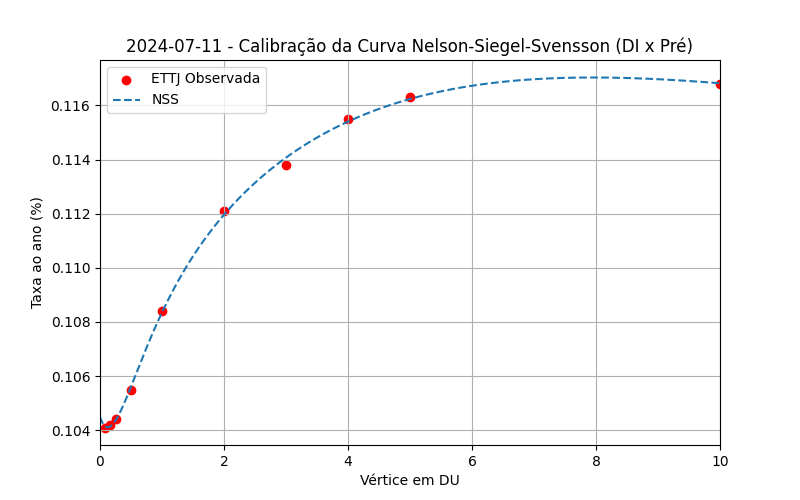 2024-07-11 - Calibração da Curva Nelson-Siegel-Svensson (DI x Pré)
ETTJ Observada
NSS
Taxa ao ano (%)
0.116
0.114
0.112
0.110
0.108
0.106
0.104
0 2 4 6 8 10
Vértice em DU